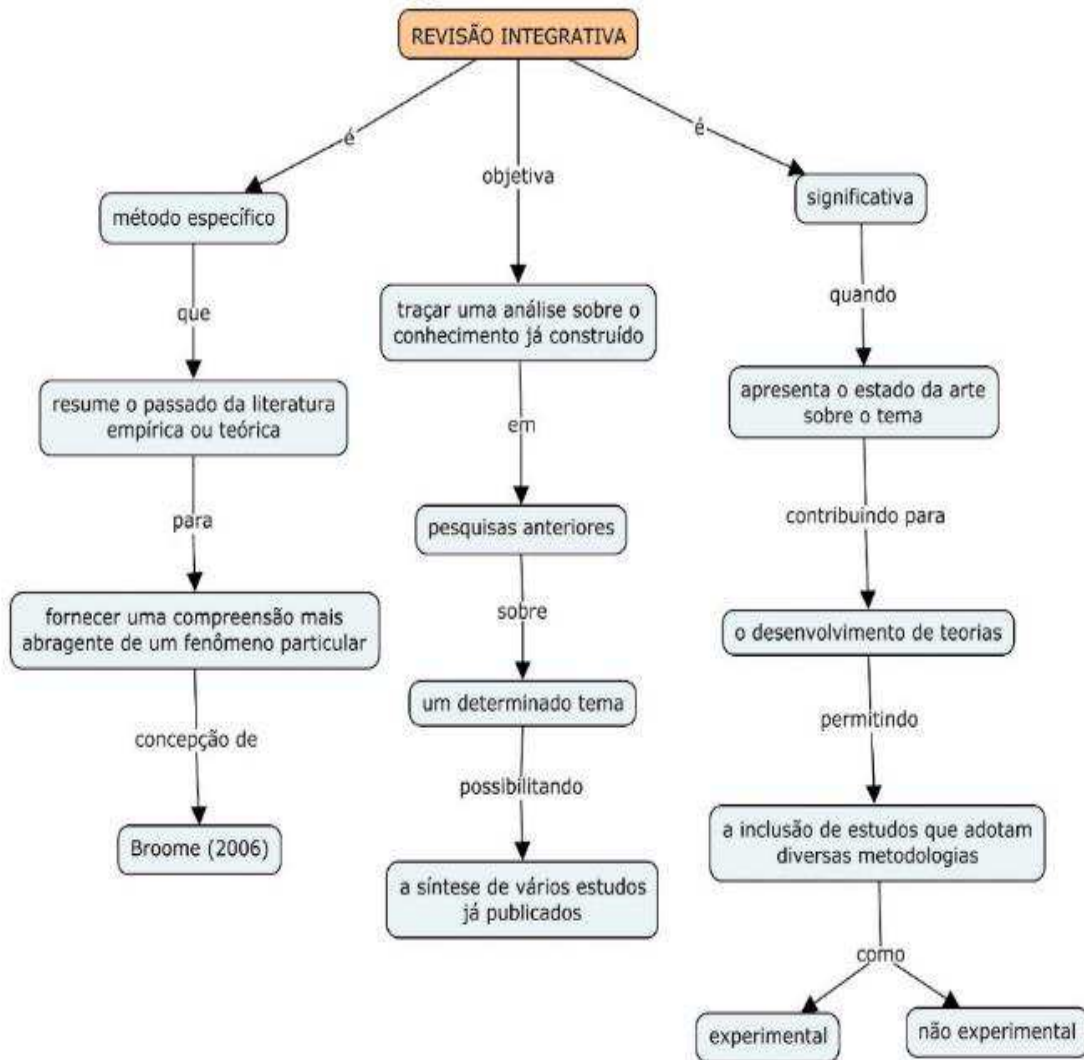 REVISÃO INTEGRATIVA
é
objetiva
é
método específico
significativa
que
traçar uma análise sobre o
conhecimento já construído
quando
resume o passado da literatura
empírica ou teórica
em
apresenta o estado da arte
sobre o tema
para
pesquisas anteriores
contribuindo para
fornecer uma compreensão mais
abragente de um fenômeno particular
sobre
o desenvolvimento de teorias
concepção de
um determinado tema
permitindo
Broome (2006)
possibilitando
a inclusão de estudos que adotam
diversas metodologias
a síntese de vários estudos
já publicados
como
experimental
não experimental